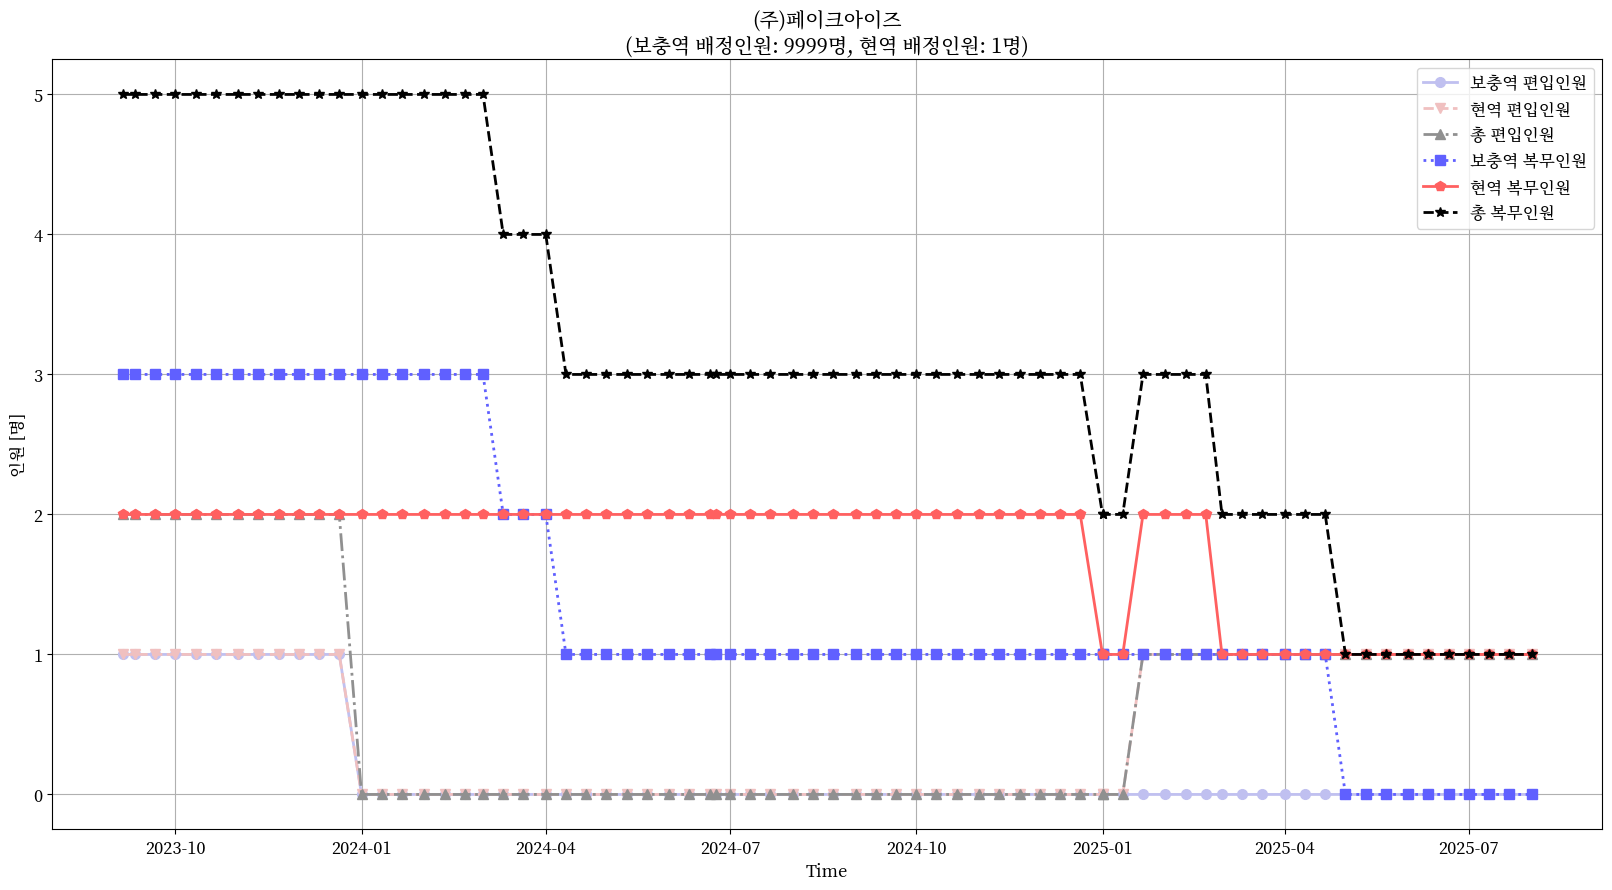 (주)페이크아이즈
(보충역 배정인원: 9999명, 현역 배정인원: 1명)
보충역 편입인원
현역 편입인원
총 편입인원
보충역 복무인원
현역 복무인원
총 복무인원
인원 [명]
5
4
3
2
1
0
2023-10
2024-01
2024-04
2024-07
2024-10
2025-01
2025-04
2025-07
Time